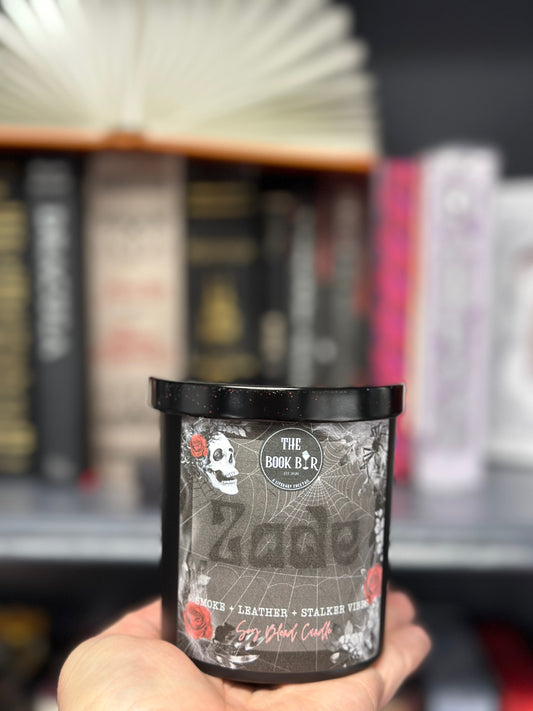 THE
BOOK BAR
Zade
SMOKE + LEATHER + STALKER VIBES
Soy Blend Candle